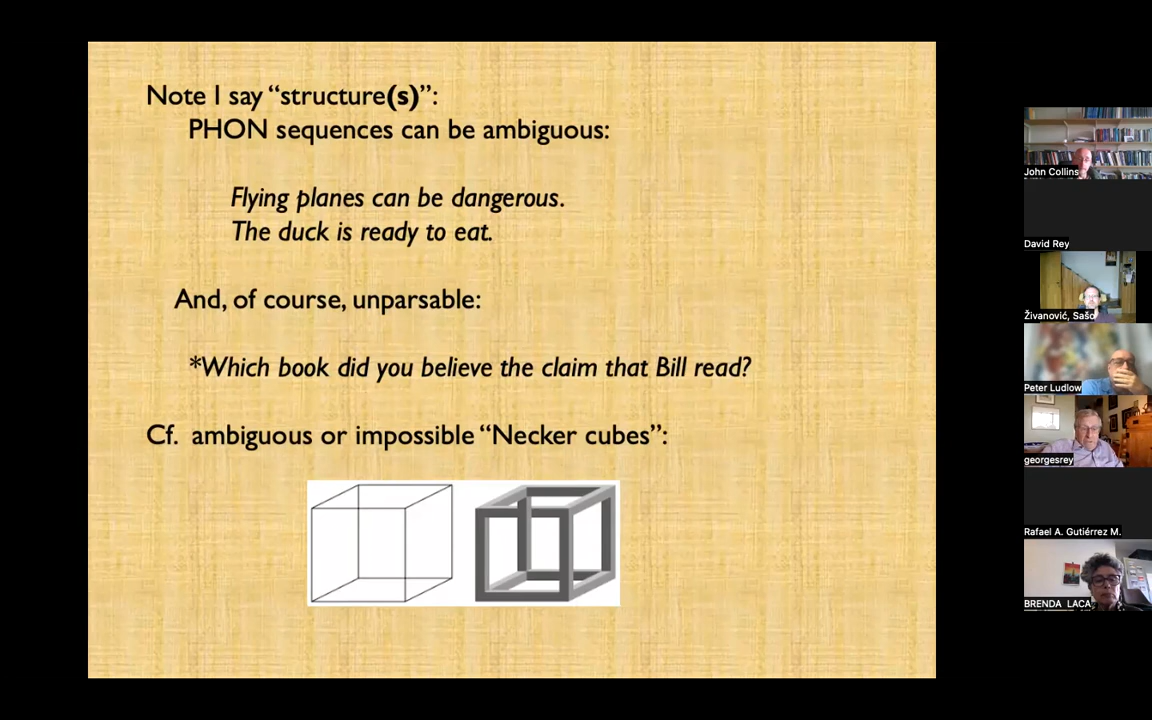 Note I say “structure(s)”:
PHON sequences can be ambiguous:
Flying planes can be dangerous.
The duck is ready to eat.
And, of course, unparsable:
*Which book did you believe the claim that Bill read?
Cf. ambiguous or impossible “Necker cubes”:
John Collins
David Rey
Živanović, Sašo
Peter Ludlow
georgesrey
Rafael A. Gutiérrez M.
BRENDA LACA